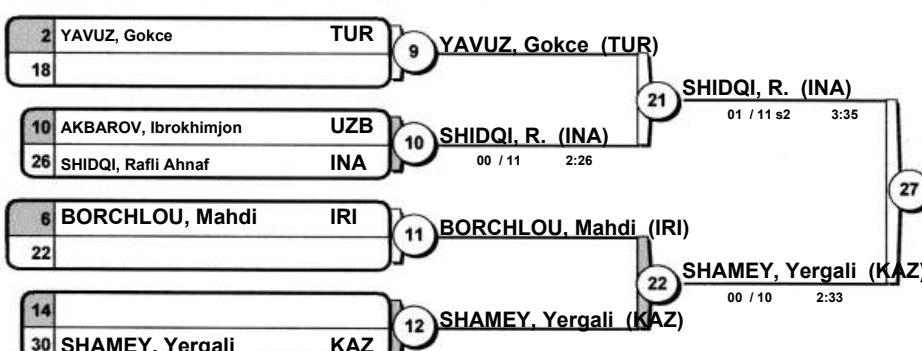 2 YAVUZ, Gokce TUR
18
9
YAVUZ, Gokce (TUR)
10 AKBAROV, Ibrokhimjon UZB
26 SHIDQI, Rafli Ahnaf INA
10
SHIDQI, R. (INA)
00 / 11 2:26
21
SHIDQI, R. (INA)
01 / 11 s2 3:35
6 BORCHLOU, Mahdi IRI
22
11
BORCHLOU, Mahdi (IRI)
14
30 SHAMEY, Yergali KAZ
12
SHAMEY, Yergali (KAZ)
22
SHAMEY, Yergali (KAZ)
00 / 10 2:33
27